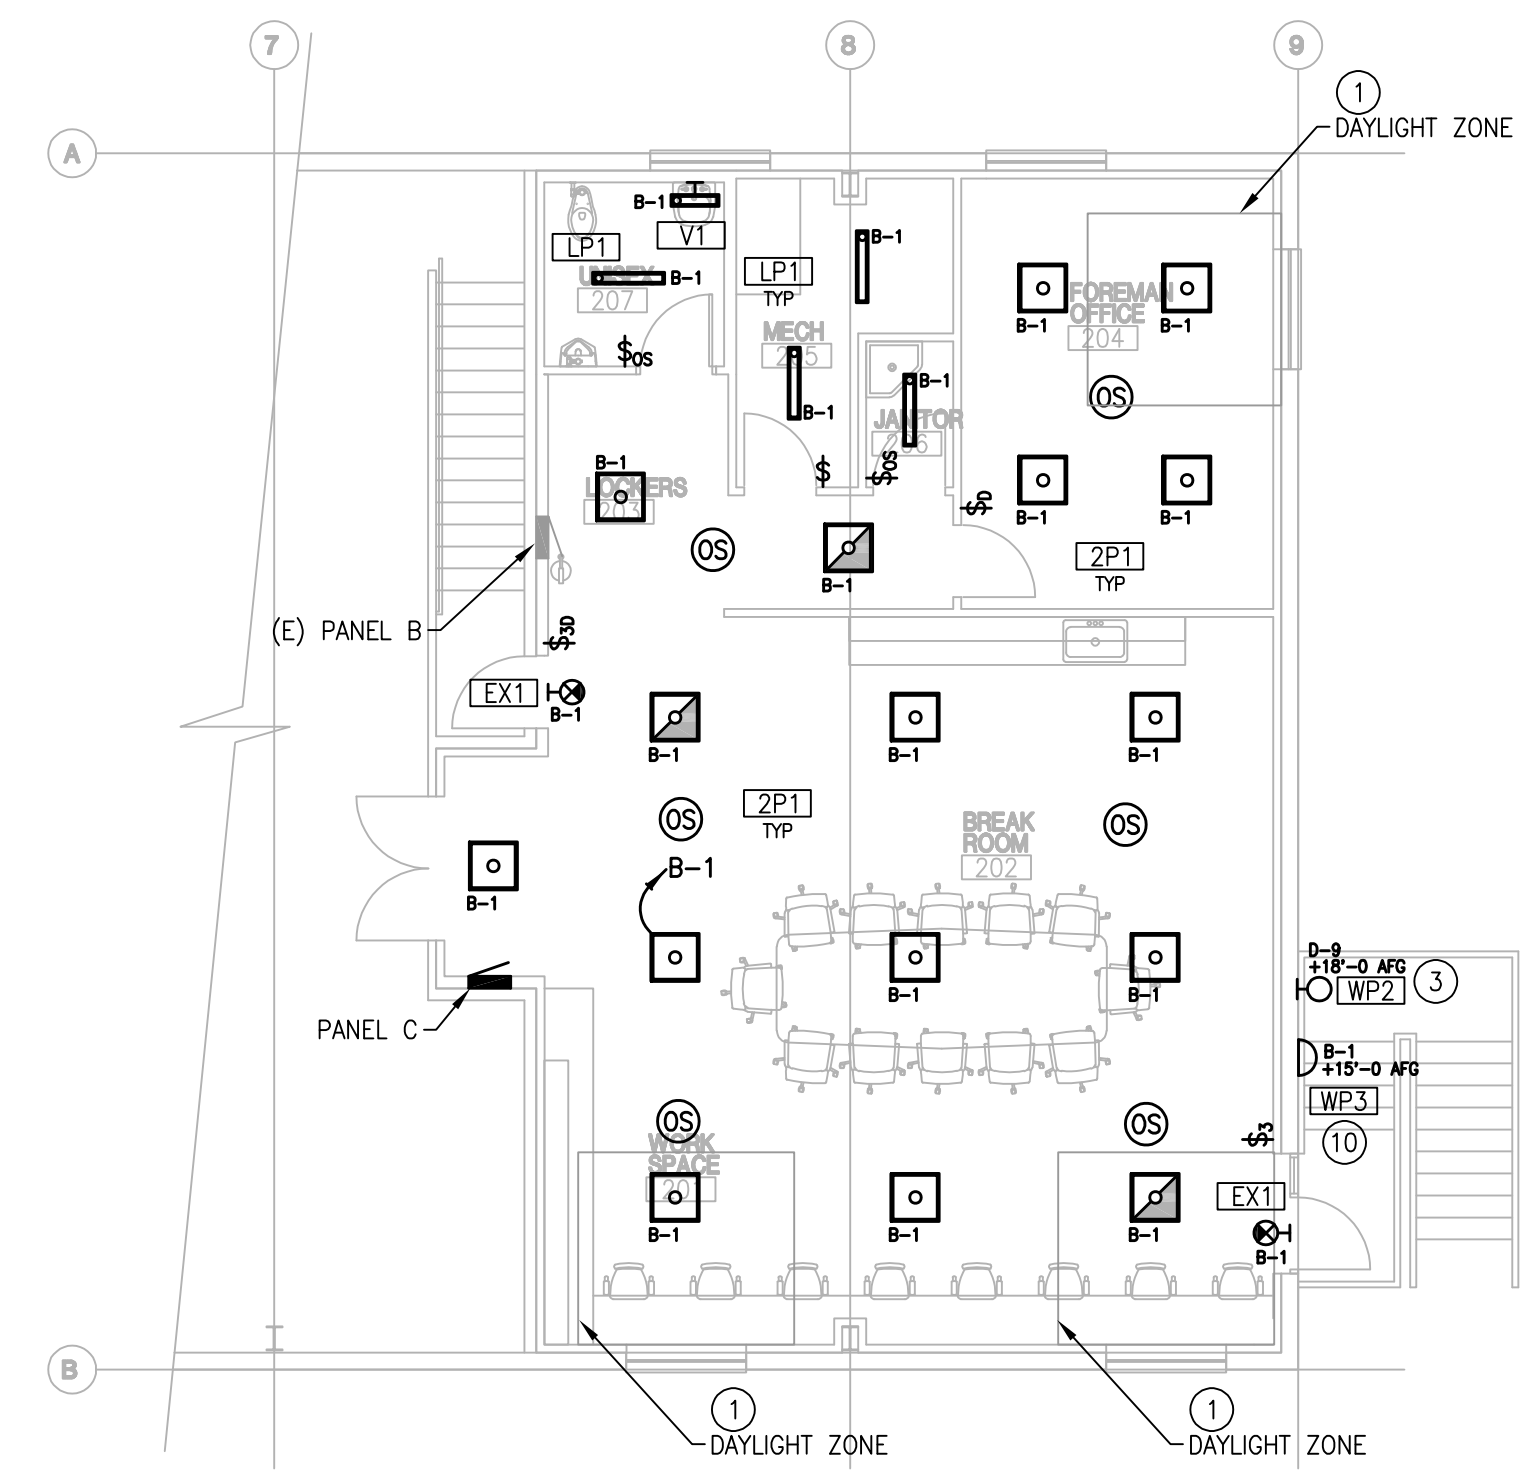 7
8
9
1
DAYLIGHT ZONE
A
B-1
V1
LP1
B-1
UNISEX
207
LP1
TYP
B-1
MECH
205
B-1
$OS
B-1
JANITOR
206
$
$OS
FOREMAN
OFFICE
204
B-1
B-1
OS
B-1
B-1
$D
2P1
TYP
B-1
LOCKERS
203
OS
B-1
(E) PANEL B
$3D
EX1
B-1
B-1
B-1
B-1
2P1
TYP
OS
OS
BREAK
ROOM
202
B-1
B-1
B-1
B-1
PANEL C
D-9
+18'-0 AFG
WP2
3
B-1
+15'-0 AFG
WP3
10
OS
OS
$3
WORK
SPACE
201
B-1
B-1
B-1
EX1
B-1
B
1
DAYLIGHT ZONE
1
DAYLIGHT ZONE